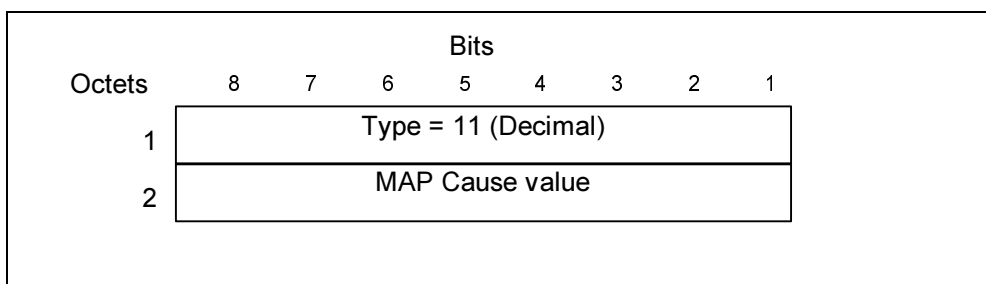 Bits
Octets 8 7 6 5 4 3 2 1
1 Type = 11 (Decimal)
2 MAP Cause value